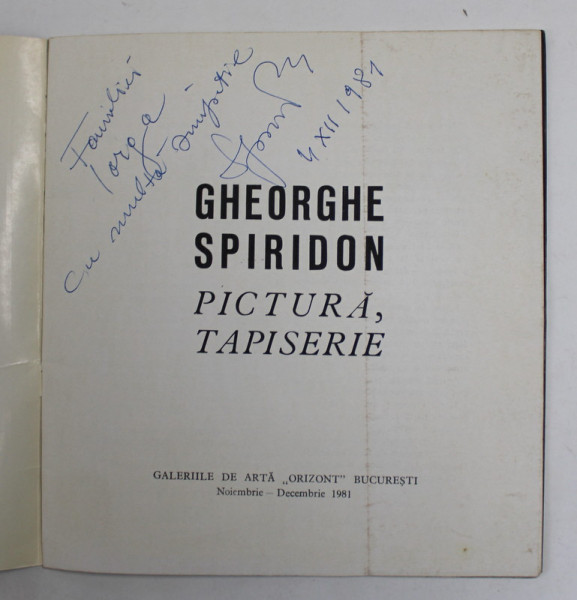 Familiei
Iorga
cu multă simpatie
4 XII 1981
GHEORGHE
SPIRIDON
PICTURĂ,
TAPISERIE
GALERIILE DE ARTĂ „ORIZONT" BUCUREȘTI
Noiembrie – Decembrie 1981